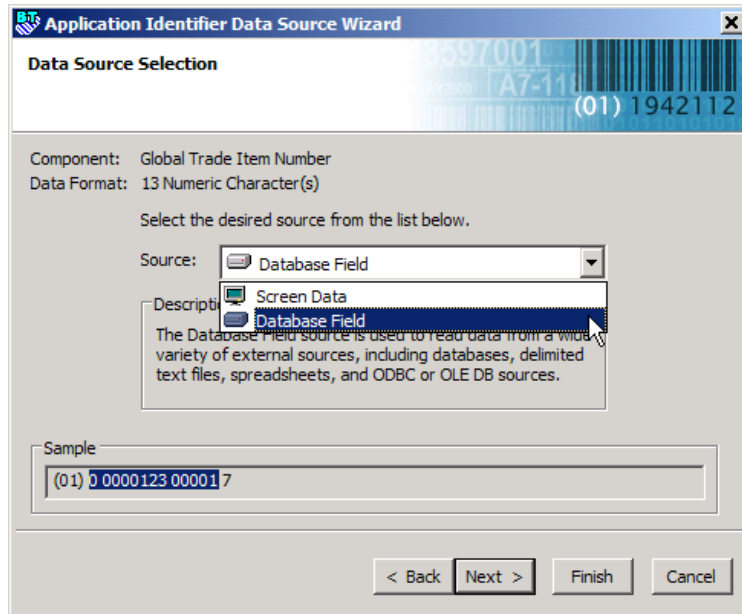 Application Identifier Data Source Wizard
Data Source Selection
3597001
A7-118
(01) 1942112
Component: Global Trade Item Number
Data Format: 13 Numeric Character(s)
Select the desired source from the list below.
Source: Database Field
Screen Data
Database Field
The Database Field source is used to read data from a wide
variety of external sources, including databases, delimited
text files, spreadsheets, and ODBC or OLE DB sources.
Sample
(01) 0 0000123 00001 7
< Back Next > Finish Cancel